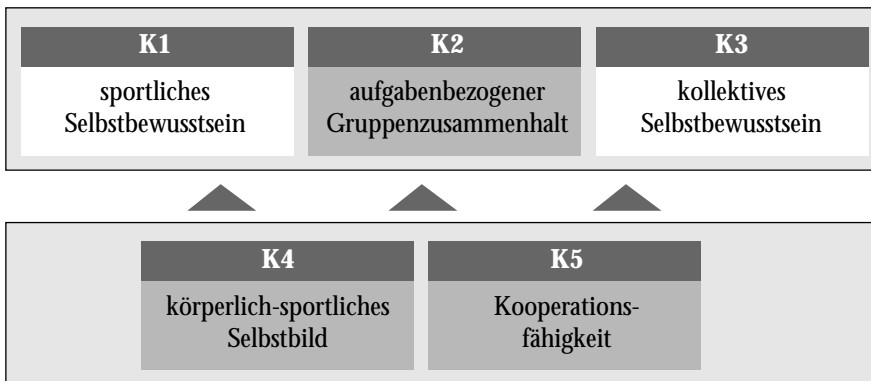 K1
sportliches
Selbstbewusstsein
K2
aufgabenbezogener
Gruppenzusammenhalt
K3
kollektives
Selbstbewusstsein
K4
körperlich-sportliches
Selbstbild
K5
Kooperations-
fähigkeit